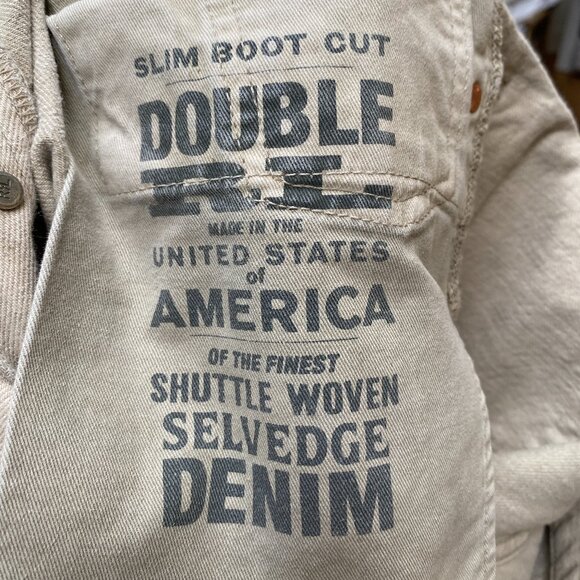 SLIM BOOT CUT
DOUBLE
RL
MADE IN THE
UNITED STATES
of
AMERICA
OF THE FINEST
SHUTTLE WOVEN
SELVEDGE
DENIM